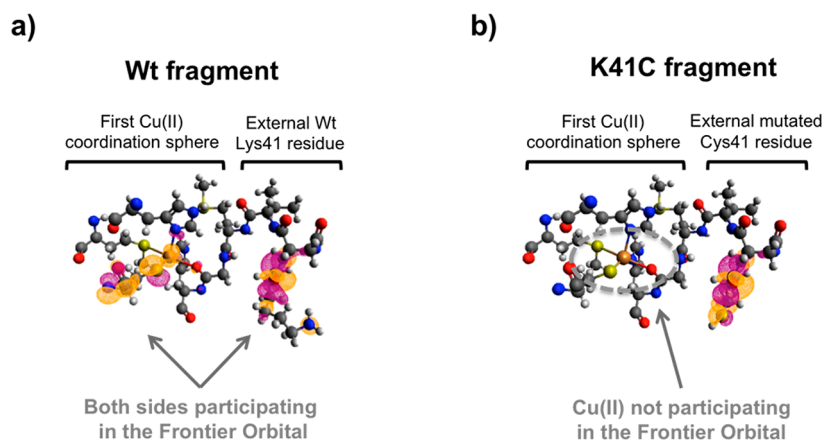 a)
Wt fragment
First Cu(II)
coordination sphere
External Wt
Lys41 residue
Both sides participating
in the Frontier Orbital
b)
K41C fragment
First Cu(II)
coordination sphere
External mutated
Cys41 residue
Cu(II) not participating
in the Frontier Orbital